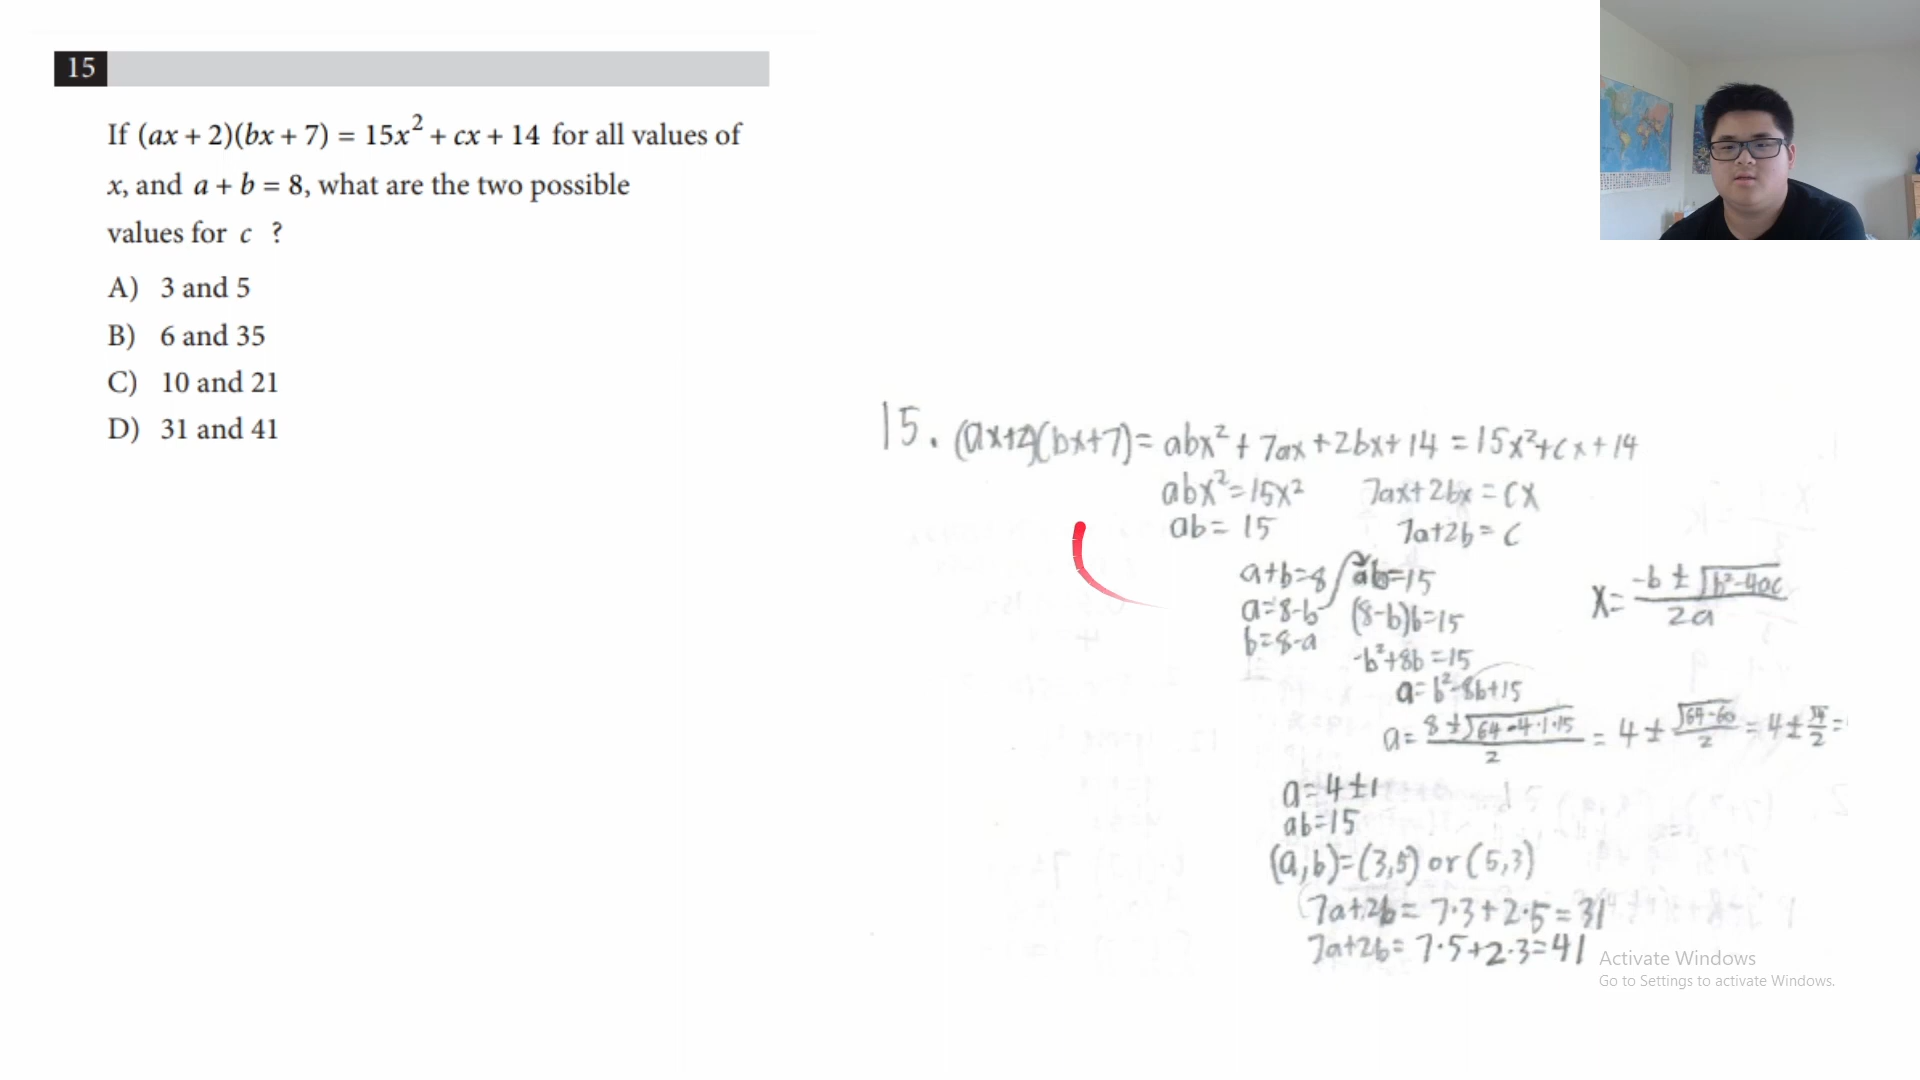 15
If (ax + 2)(bx + 7) = 15x² + cx + 14 for all values of
x, and a + b = 8, what are the two possible
values for c ?
A) 3 and 5
B) 6 and 35
C) 10 and 21
D) 31 and 41
15. (ax+2)(bx+7) = abx² + 7ax + 2bx + 14 = 15x² + cx + 14
abx² = 15x² 7ax + 2bx = cx
ab = 15 7a+2b = c
a+b=8 ab=15
a=8-b (8-b)b=15
b=8-a
-b²+8b=15
a=b²-8b+15
x= -b ± √b²-4ac / 2a
a= 8 ± √64-4·1·15 / 2 = 4 ± √64-60 / 2 = 4 ± √4 / 2 =
a=4±1
ab=15
(a,b)=(3,5) or (5,3)
7a+2b= 7·3+2·5=31
7a+2b= 7·5+2·3=41
Activate Windows
Go to Settings to activate Windows.